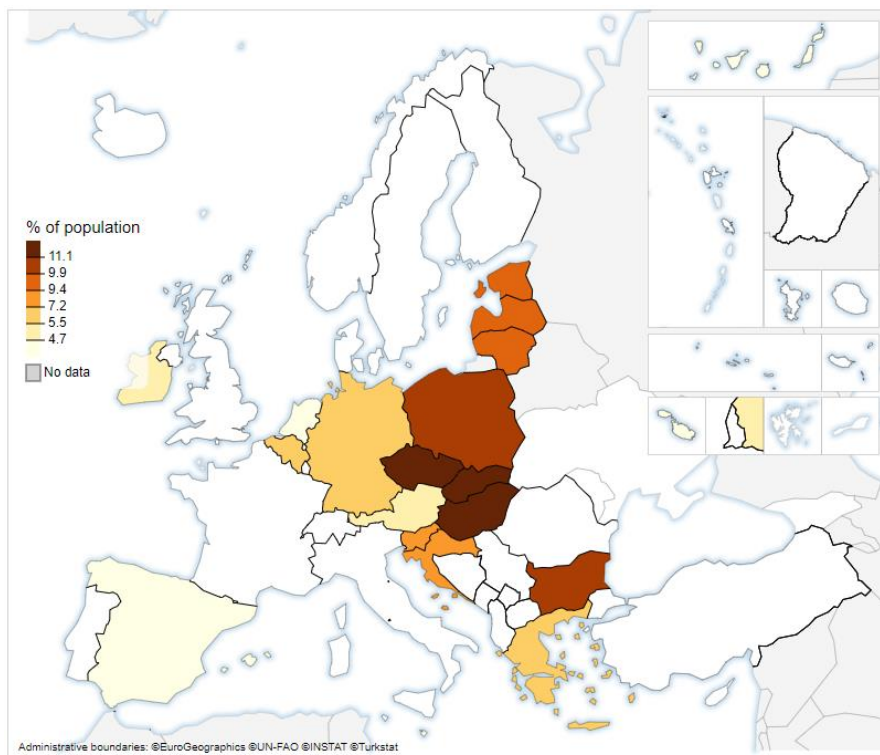 % of population
11.1
9.9
9.4
7.2
5.5
4.7
No data
Administrative boundaries: ©EuroGeographics ©UN-FAO ©INSTAT ©Turkstat